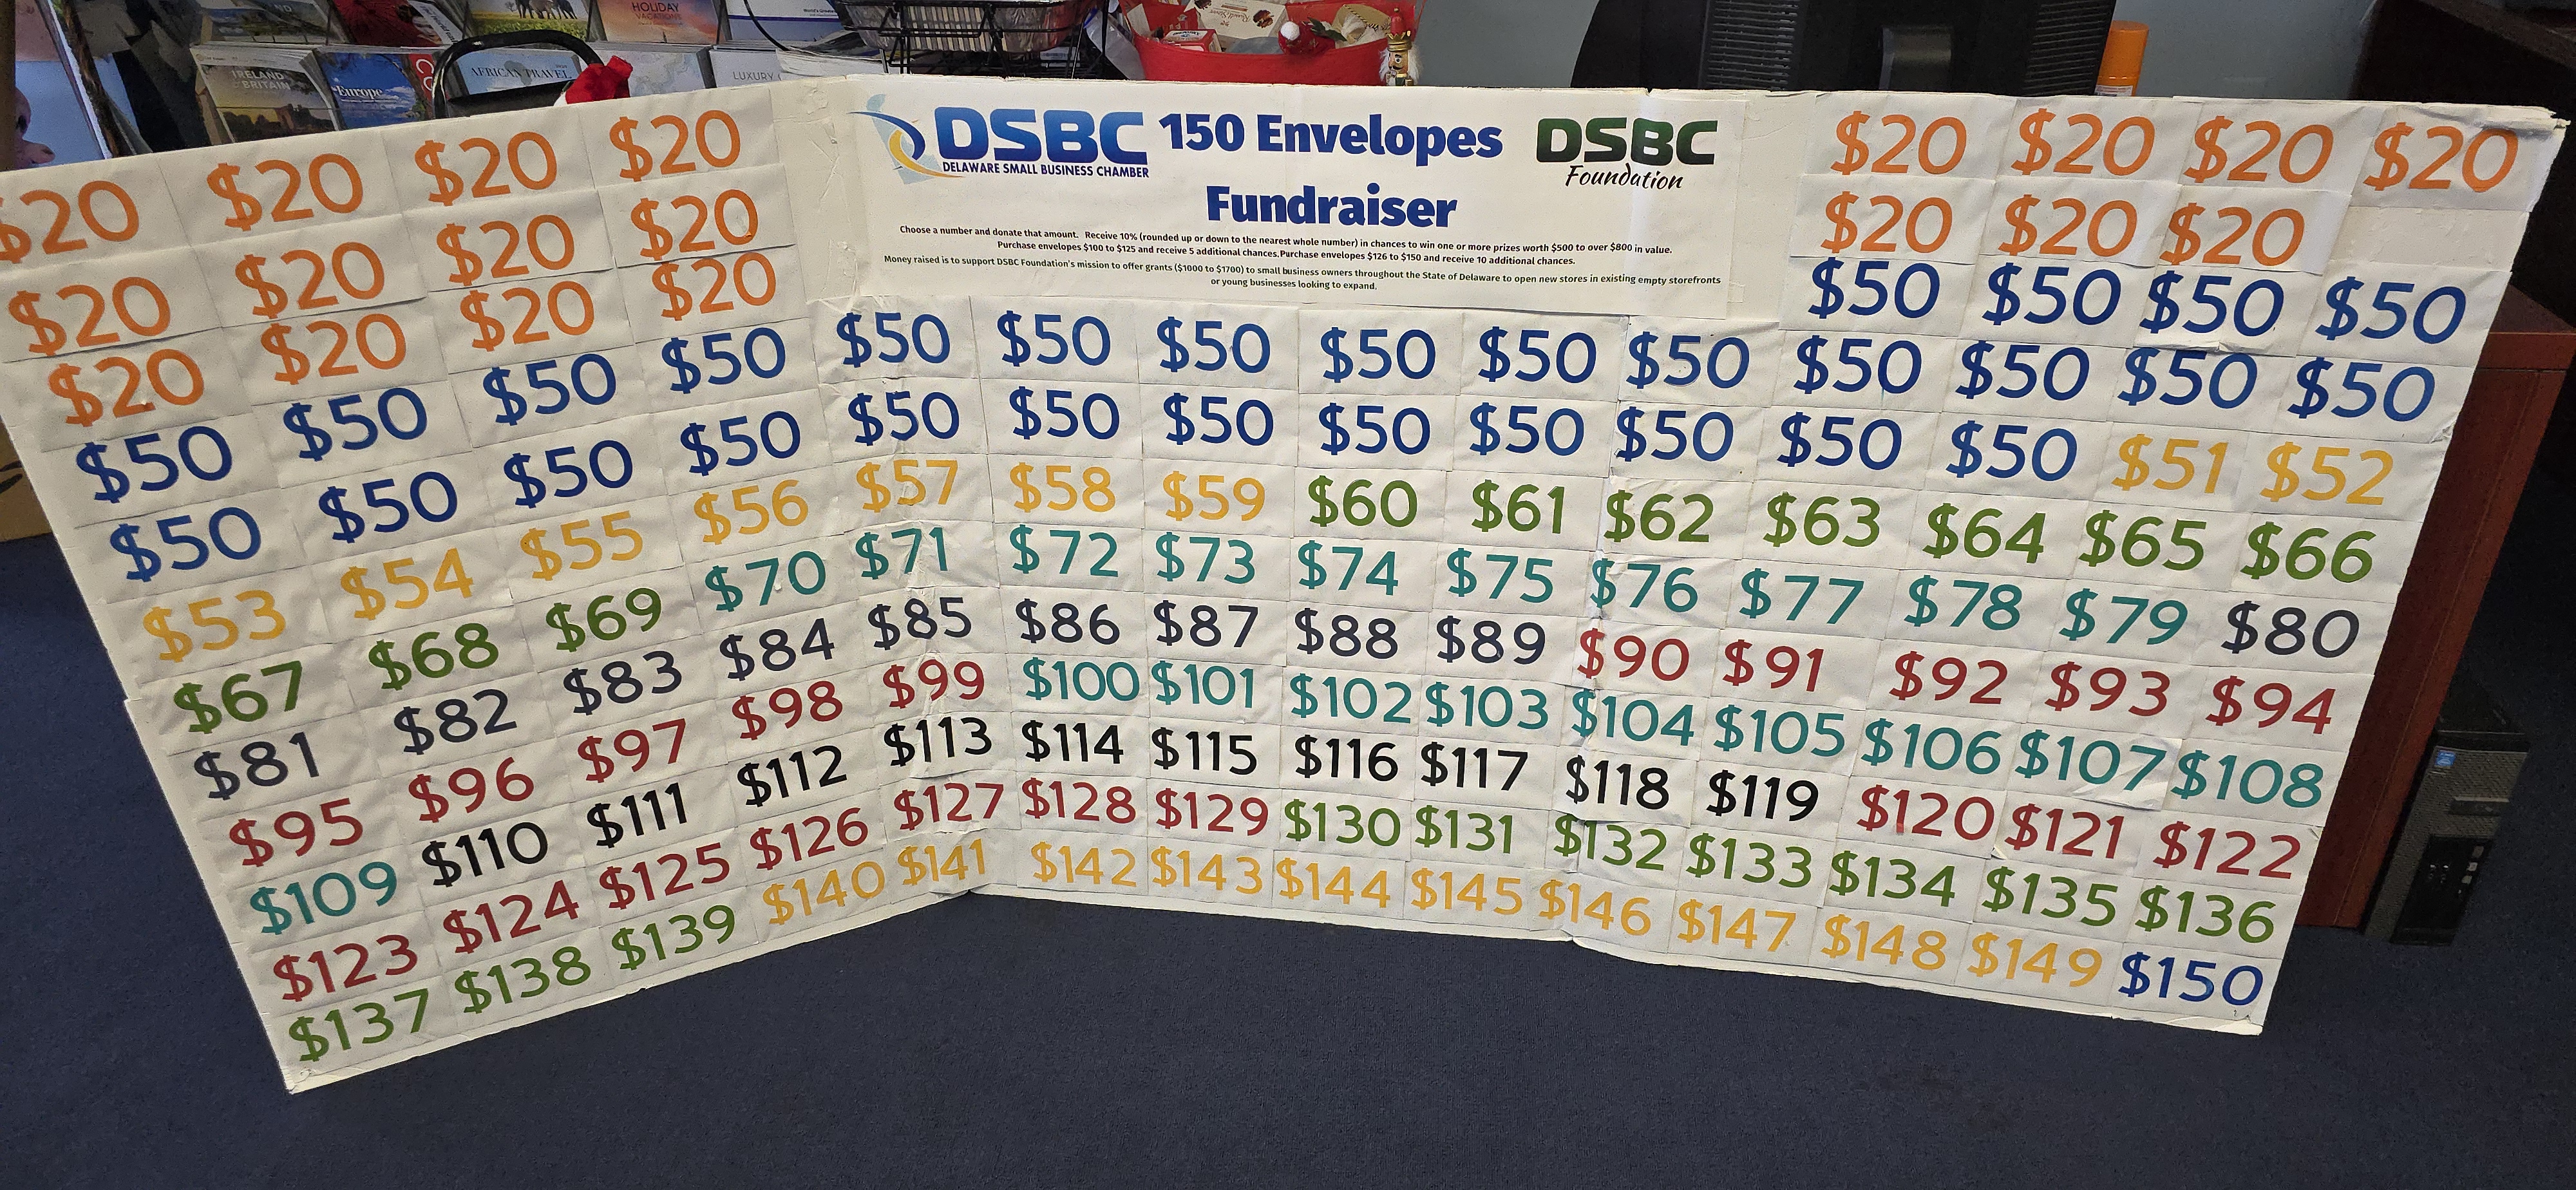 HOLIDAY
VACATIONS
IRELAND
& BRITAIN
Europe
AFRICAN TRAVEL
LUXURY
DSBC
DELAWARE SMALL BUSINESS CHAMBER
150 Envelopes
Fundraiser
DSBC
Foundation
Choose a number and donate that amount. Receive 10% (rounded up or down to the nearest whole number) in chances to win one or more prizes worth $500 to over $800 in value.
Purchase envelopes $100 to $125 and receive 5 additional chances.Purchase envelopes $126 to $150 and receive 10 additional chances.
Money raised is to support DSBC Foundation's mission to offer grants ($1000 to $1700) to small business owners throughout the State of Delaware to open new stores in existing empty storefronts
or young businesses looking to expand.
$20 $20 $20 $20 $20 $20 $20 $20
$20 $20 $20 $20 $20 $20 $20
$20 $20 $20 $20 $50 $50 $50 $50
$50 $50 $50 $50 $50 $50 $50 $50 $50 $50 $50 $50 $50 $50
$50 $50 $50 $50 $50 $50 $50 $50 $50 $50 $50 $50 $51 $52
$53 $54 $55 $56 $57 $58 $59 $60 $61 $62 $63 $64 $65 $66
$67 $68 $69 $70 $71 $72 $73 $74 $75 $76 $77 $78 $79 $80
$81 $82 $83 $84 $85 $86 $87 $88 $89 $90 $91 $92 $93 $94
$95 $96 $97 $98 $99 $100 $101 $102 $103 $104 $105 $106 $107 $108
$109 $110 $111 $112 $113 $114 $115 $116 $117 $118 $119 $120 $121 $122
$123 $124 $125 $126 $127 $128 $129 $130 $131 $132 $133 $134 $135 $136
$137 $138 $139 $140 $141 $142 $143 $144 $145 $146 $147 $148 $149 $150